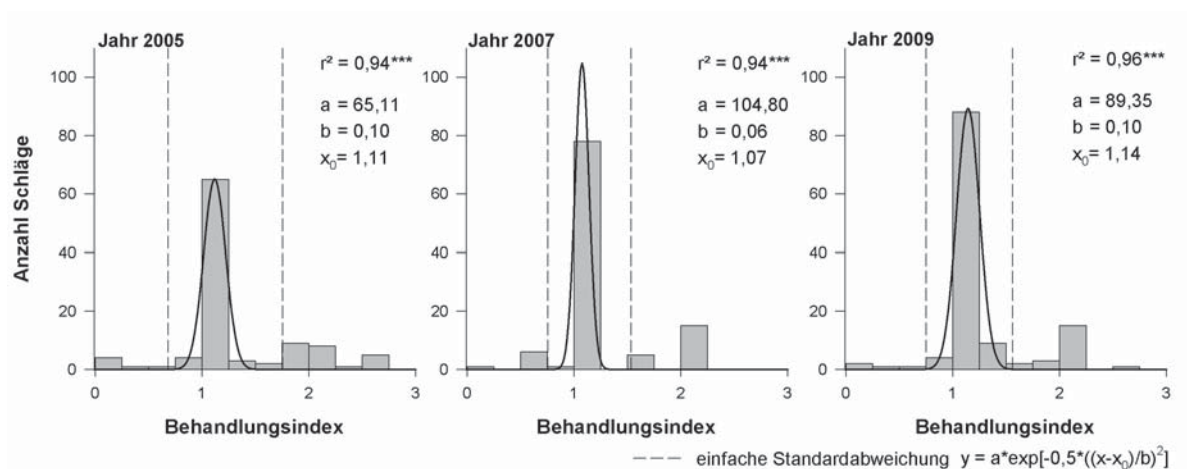 Jahr 2005
r² = 0,94***
a = 65,11
b = 0,10
x₀= 1,11
Anzahl Schläge
100
80
60
40
20
0
0 1 2 3
Behandlungsindex
Jahr 2007
r² = 0,94***
a = 104,80
b = 0,06
x₀= 1,07
100
80
60
40
20
0
0 1 2 3
Behandlungsindex
Jahr 2009
r² = 0,96***
a = 89,35
b = 0,10
x₀= 1,14
100
80
60
40
20
0
0 1 2 3
Behandlungsindex
einfache Standardabweichung y = a*exp[-0,5*((x-x₀)/b)²]